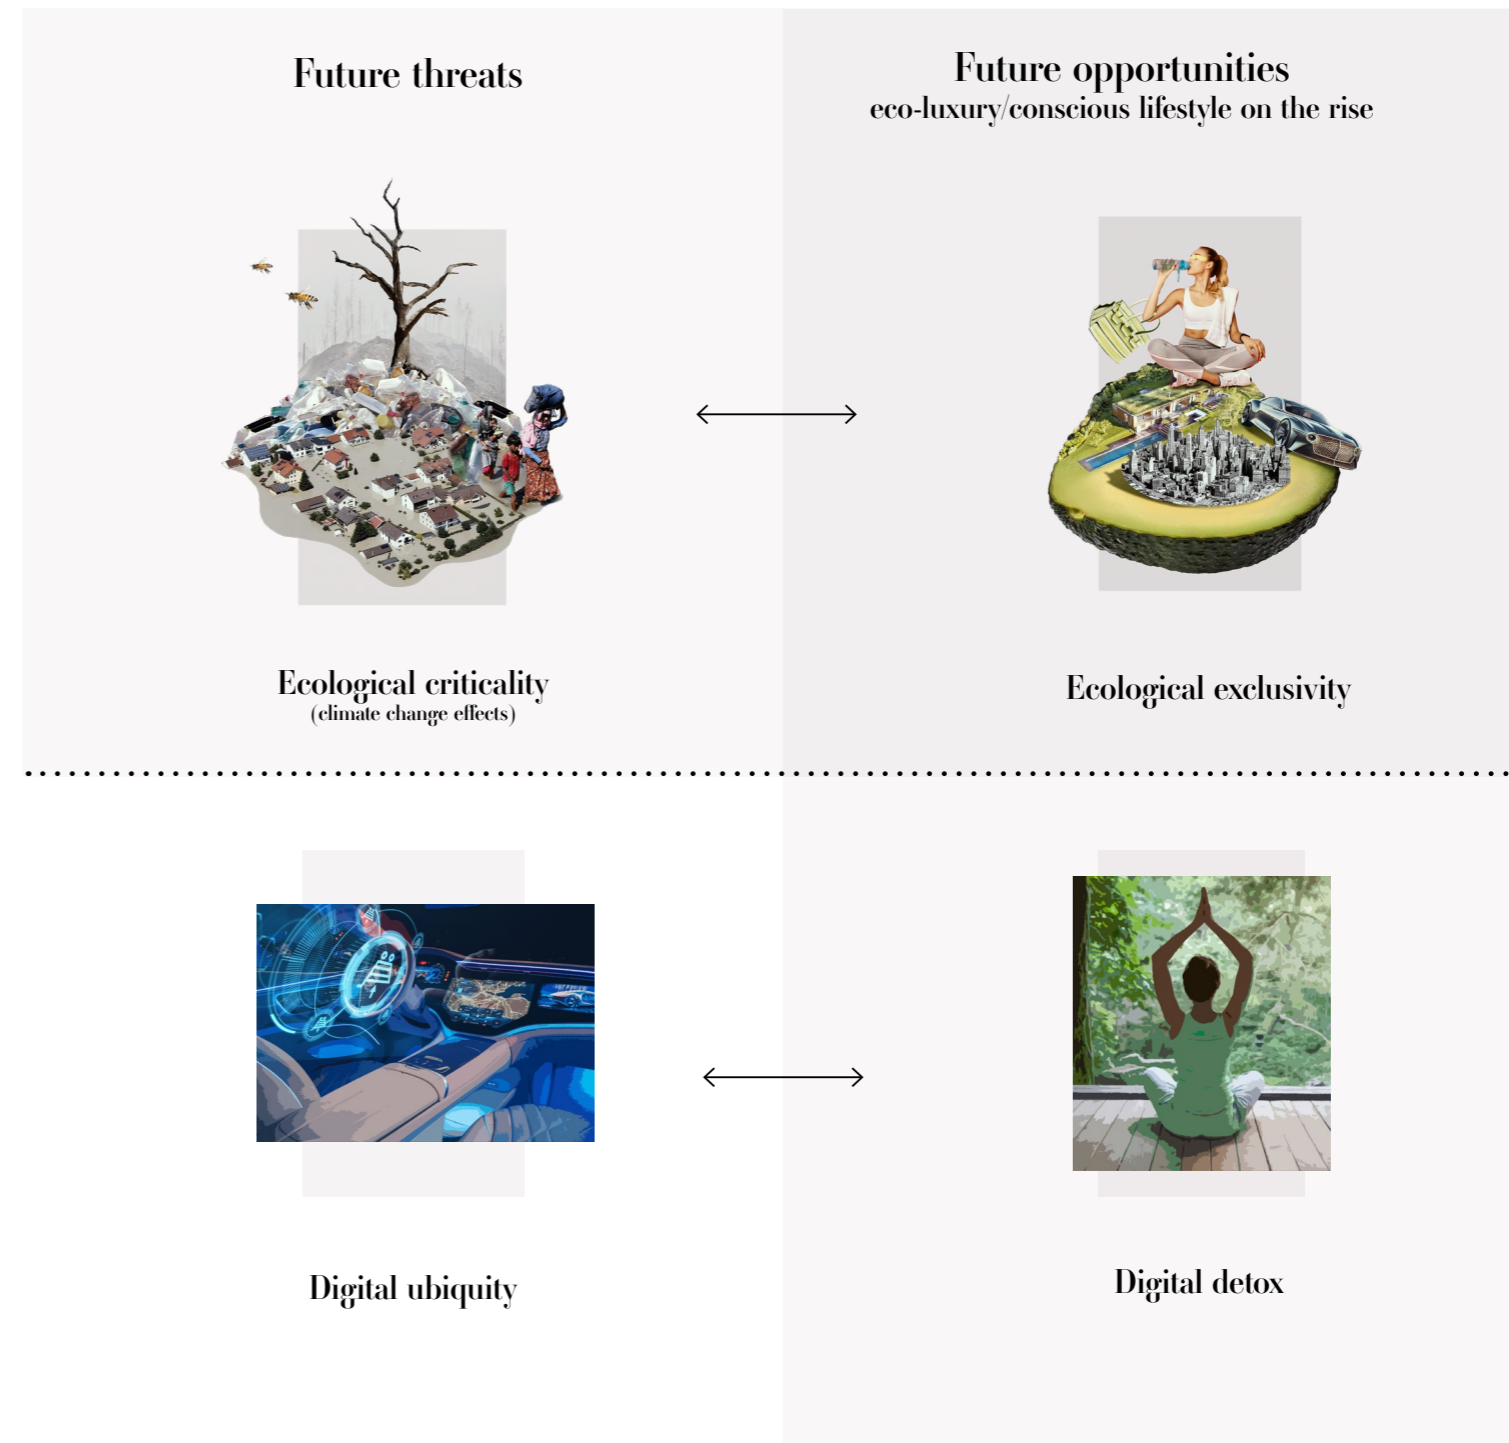 Future threats
Future opportunities
eco-luxury/conscious lifestyle on the rise
Ecological criticality
(climate change effects)
Ecological exclusivity
Digital ubiquity
Digital detox